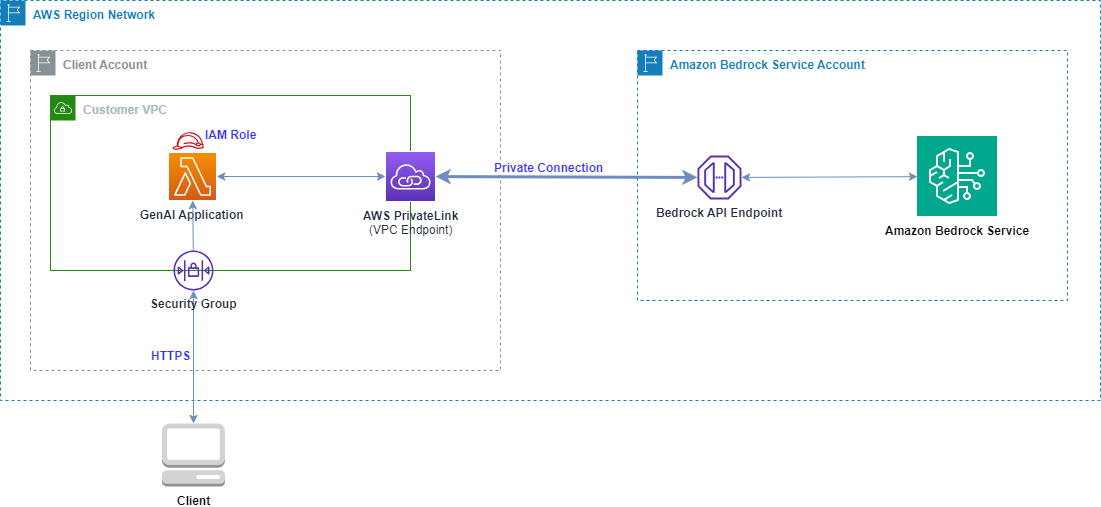 AWS Region Network
Client Account
Amazon Bedrock Service Account
Customer VPC
IAM Role
Private Connection
GenAI Application
AWS PrivateLink
(VPC Endpoint)
Bedrock API Endpoint
Amazon Bedrock Service
Security Group
HTTPS
Client